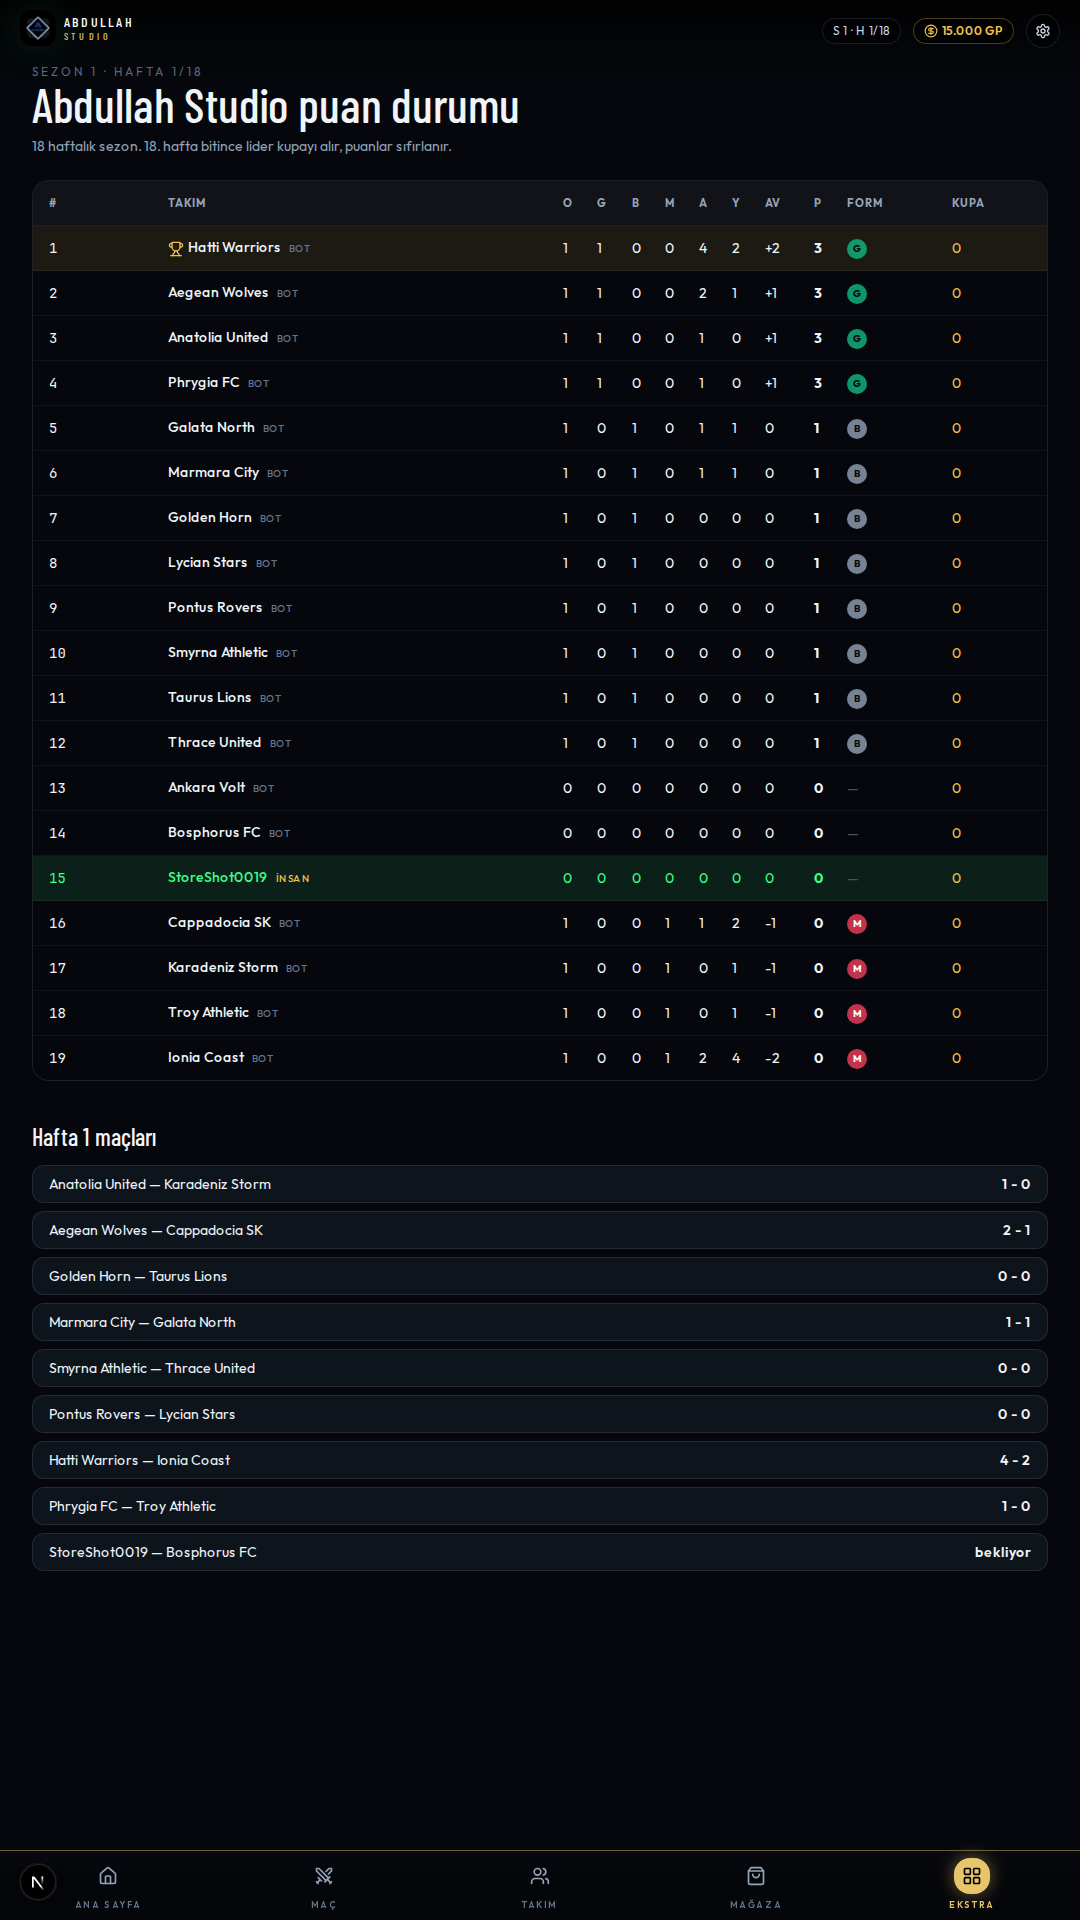 ABDULLAH
STUDIO
S 1 · H 1/18
15.000 GP
SEZON 1 · HAFTA 1/18
Abdullah Studio puan durumu
18 haftalık sezon. 18. hafta bitince lider kupayı alır, puanlar sıfırlanır.
# TAKIM O G B M A Y AV P FORM KUPA
1 Hatti Warriors BOT 1 1 0 0 4 2 +2 3 G 0
2 Aegean Wolves BOT 1 1 0 0 2 1 +1 3 G 0
3 Anatolia United BOT 1 1 0 0 1 0 +1 3 G 0
4 Phrygia FC BOT 1 1 0 0 1 0 +1 3 G 0
5 Galata North BOT 1 0 1 0 1 1 0 1 B 0
6 Marmara City BOT 1 0 1 0 1 1 0 1 B 0
7 Golden Horn BOT 1 0 1 0 0 0 0 1 B 0
8 Lycian Stars BOT 1 0 1 0 0 0 0 1 B 0
9 Pontus Rovers BOT 1 0 1 0 0 0 0 1 B 0
10 Smyrna Athletic BOT 1 0 1 0 0 0 0 1 B 0
11 Taurus Lions BOT 1 0 1 0 0 0 0 1 B 0
12 Thrace United BOT 1 0 1 0 0 0 0 1 B 0
13 Ankara Volt BOT 0 0 0 0 0 0 0 0 — 0
14 Bosphorus FC BOT 0 0 0 0 0 0 0 0 — 0
15 StoreShot0019 İNSAN 0 0 0 0 0 0 0 0 — 0
16 Cappadocia SK BOT 1 0 0 1 1 2 -1 0 M 0
17 Karadeniz Storm BOT 1 0 0 1 0 1 -1 0 M 0
18 Troy Athletic BOT 1 0 0 1 0 1 -1 0 M 0
19 Ionia Coast BOT 1 0 0 1 2 4 -2 0 M 0
Hafta 1 maçları
Anatolia United — Karadeniz Storm 1 - 0
Aegean Wolves — Cappadocia SK 2 - 1
Golden Horn — Taurus Lions 0 - 0
Marmara City — Galata North 1 - 1
Smyrna Athletic — Thrace United 0 - 0
Pontus Rovers — Lycian Stars 0 - 0
Hatti Warriors — Ionia Coast 4 - 2
Phrygia FC — Troy Athletic 1 - 0
StoreShot0019 — Bosphorus FC bekliyor
N
ANA SAYFA MAÇ TAKIM MAĞAZA EKSTRA